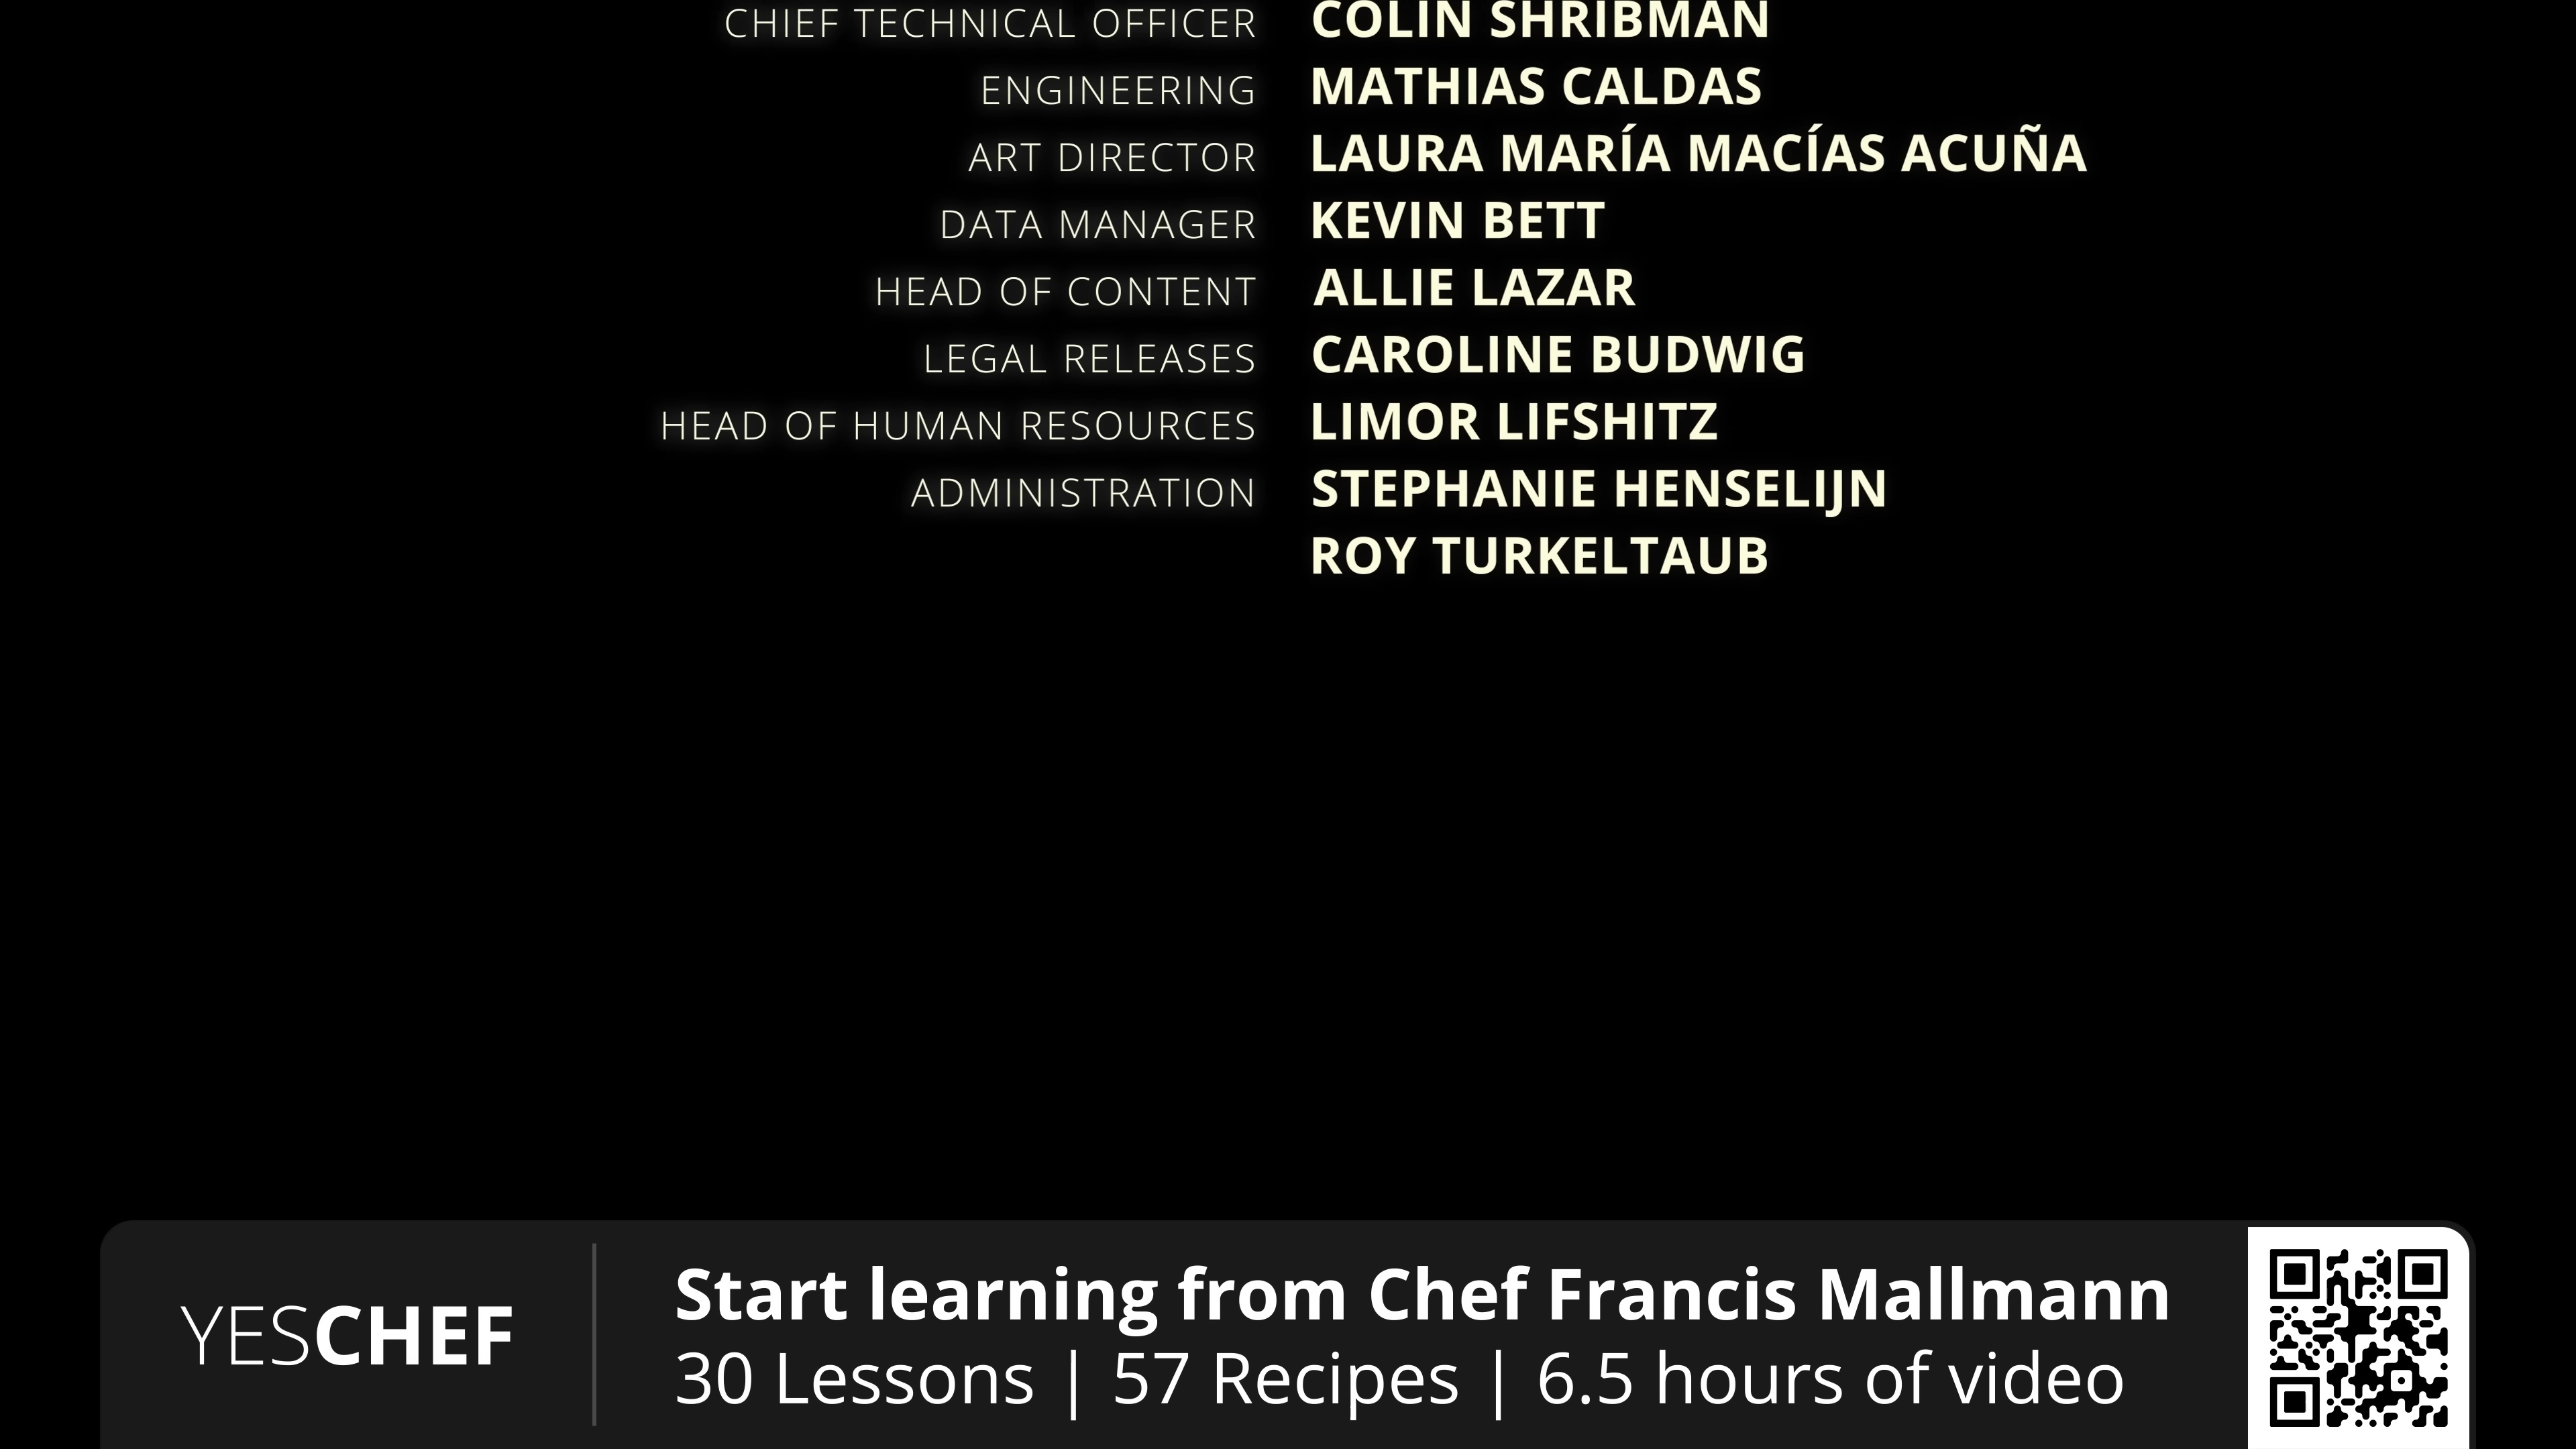 CHIEF TECHNICAL OFFICER COLIN SHRIBMAN
ENGINEERING MATHIAS CALDAS
ART DIRECTOR LAURA MARÍA MACÍAS ACUÑA
DATA MANAGER KEVIN BETT
HEAD OF CONTENT ALLIE LAZAR
LEGAL RELEASES CAROLINE BUDWIG
HEAD OF HUMAN RESOURCES LIMOR LIFSHITZ
ADMINISTRATION STEPHANIE HENSELIJN
ROY TURKELTAUB
YESCHEF
Start learning from Chef Francis Mallmann
30 Lessons | 57 Recipes | 6.5 hours of video